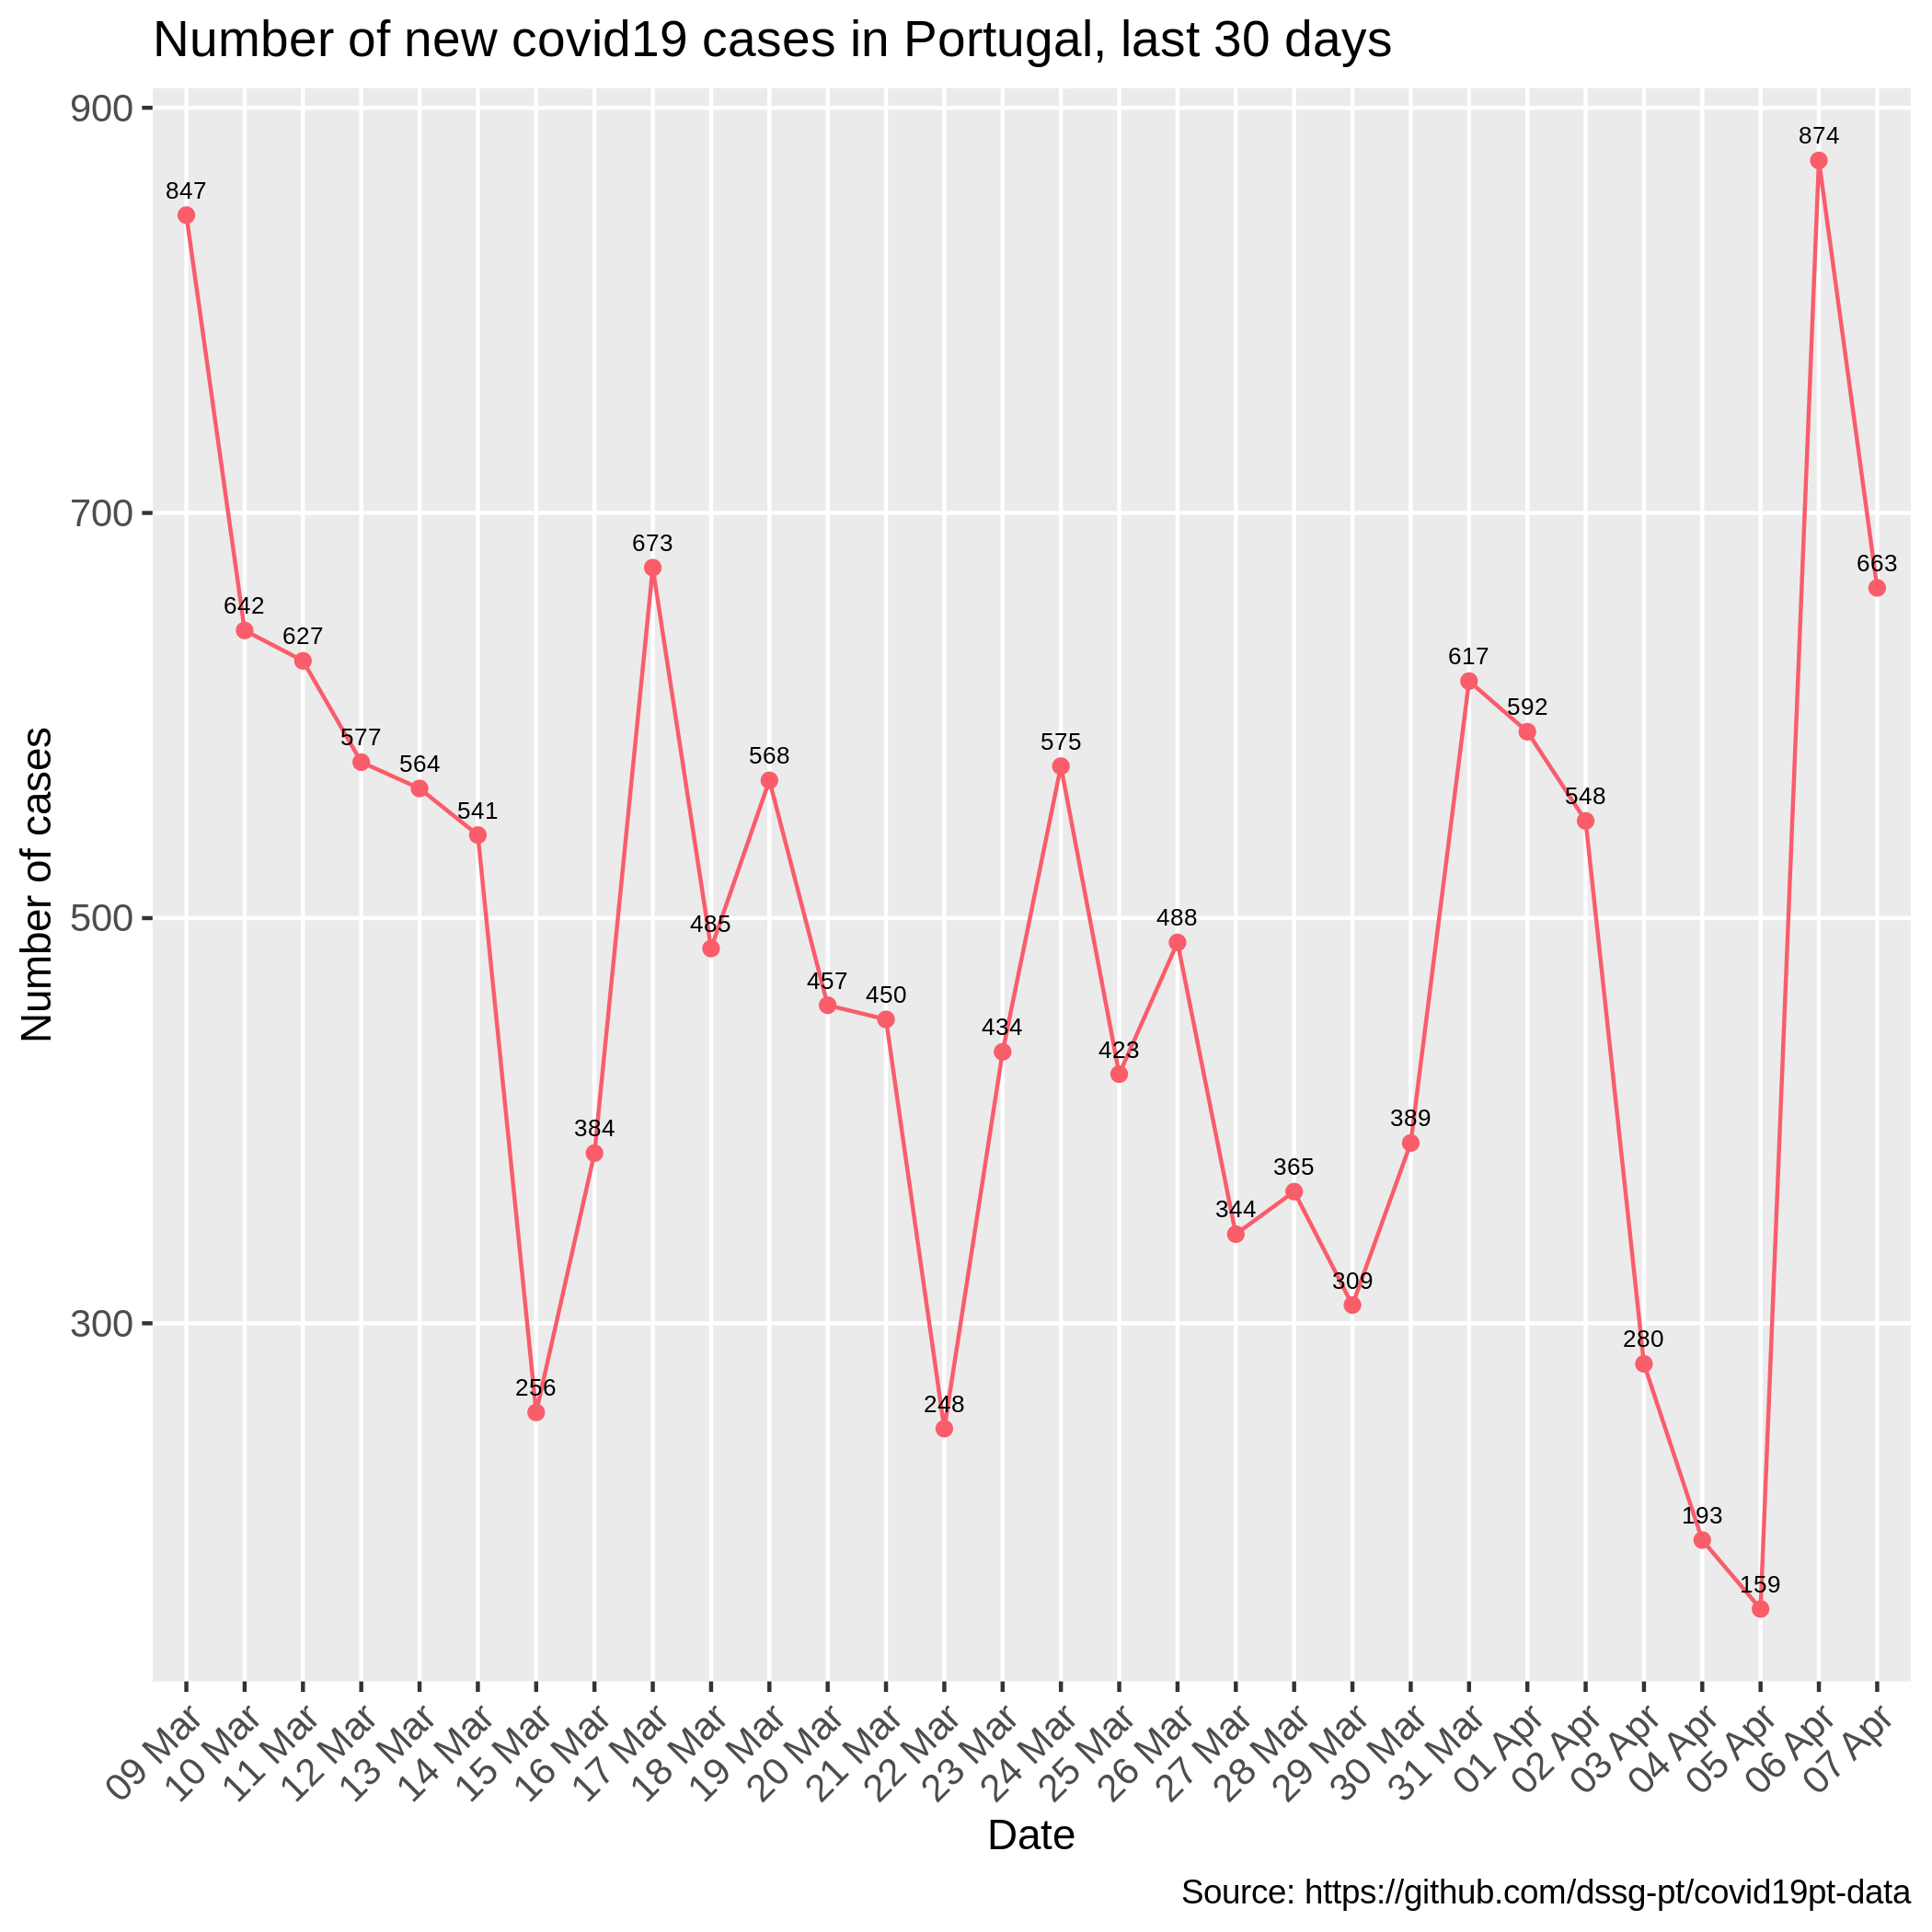 Number of new covid19 cases in Portugal, last 30 days
900
700
500
300
Number of cases
847
642
627
577
564
541
256
384
673
485
568
457
450
248
434
575
423
488
344
365
309
389
617
592
548
280
193
159
874
663
09 Mar
10 Mar
11 Mar
12 Mar
13 Mar
14 Mar
15 Mar
16 Mar
17 Mar
18 Mar
19 Mar
20 Mar
21 Mar
22 Mar
23 Mar
24 Mar
25 Mar
26 Mar
27 Mar
28 Mar
29 Mar
30 Mar
31 Mar
01 Apr
02 Apr
03 Apr
04 Apr
05 Apr
06 Apr
07 Apr
Date
Source: https://github.com/dssg-pt/covid19pt-data